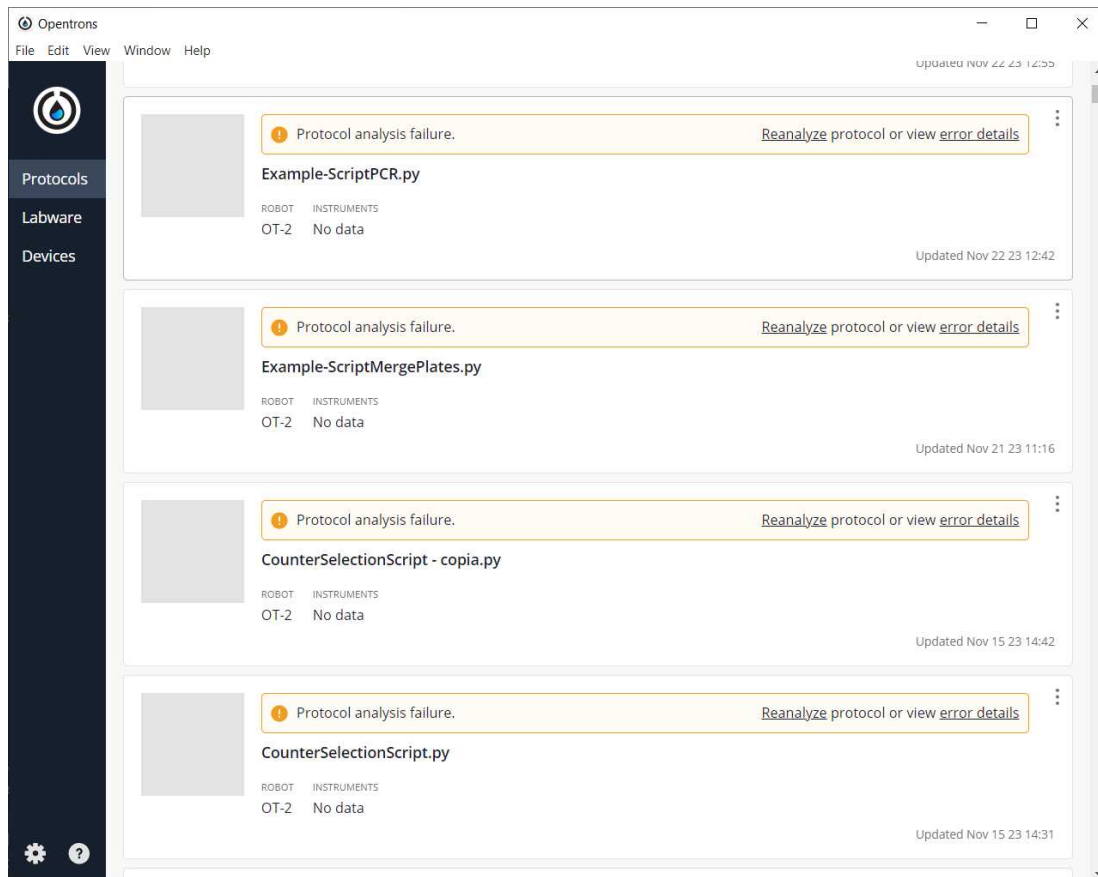 Opentrons
File Edit View Window Help
Updated Nov 22 23 12:55
Protocols
Labware
Devices
Protocol analysis failure. Reanalyze protocol or view error details
Example-ScriptPCR.py
ROBOT INSTRUMENTS
OT-2 No data
Updated Nov 22 23 12:42
Protocol analysis failure. Reanalyze protocol or view error details
Example-ScriptMergePlates.py
ROBOT INSTRUMENTS
OT-2 No data
Updated Nov 21 23 11:16
Protocol analysis failure. Reanalyze protocol or view error details
CounterSelectionScript - copia.py
ROBOT INSTRUMENTS
OT-2 No data
Updated Nov 15 23 14:42
Protocol analysis failure. Reanalyze protocol or view error details
CounterSelectionScript.py
ROBOT INSTRUMENTS
OT-2 No data
Updated Nov 15 23 14:31